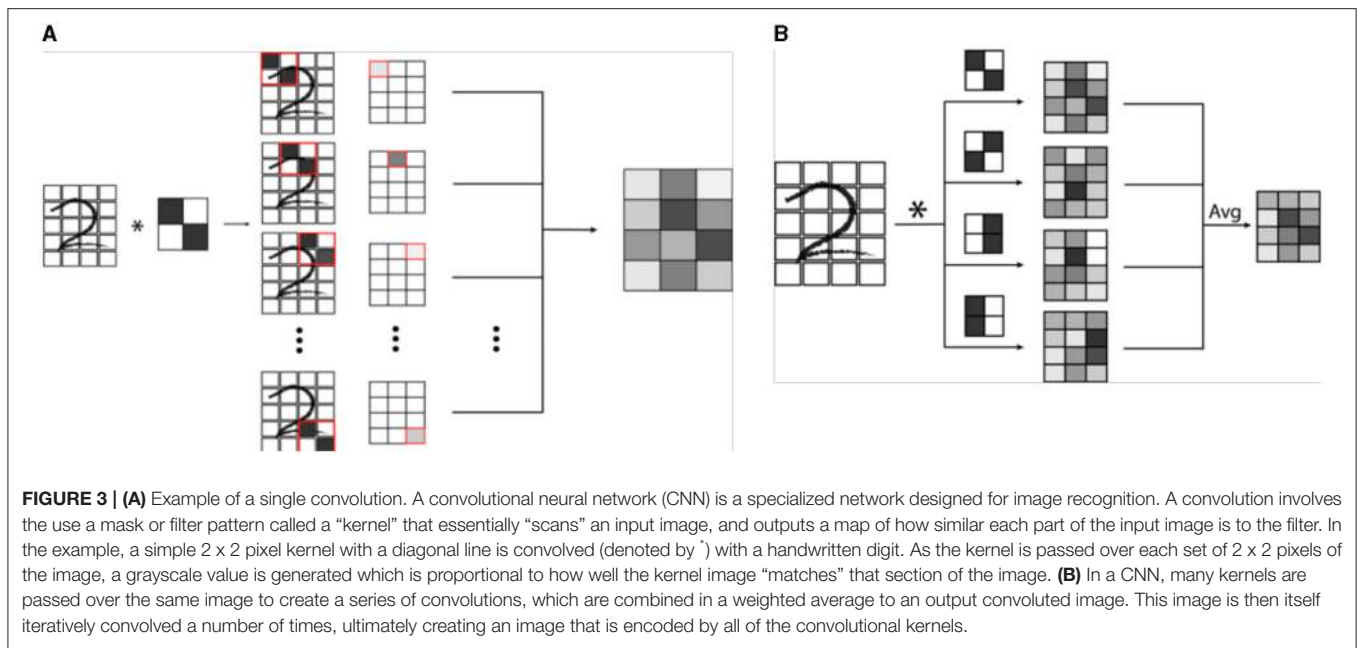 A
B
*
*
Avg
2
2
2
2
2
2
FIGURE 3 | (A) Example of a single convolution. A convolutional neural network (CNN) is a specialized network designed for image recognition. A convolution involves
the use a mask or filter pattern called a “kernel” that essentially “scans” an input image, and outputs a map of how similar each part of the input image is to the filter. In
the example, a simple 2 x 2 pixel kernel with a diagonal line is convolved (denoted by *) with a handwritten digit. As the kernel is passed over each set of 2 x 2 pixels of
the image, a grayscale value is generated which is proportional to how well the kernel image “matches” that section of the image. (B) In a CNN, many kernels are
passed over the same image to create a series of convolutions, which are combined in a weighted average to an output convoluted image. This image is then itself
iteratively convolved a number of times, ultimately creating an image that is encoded by all of the convolutional kernels.